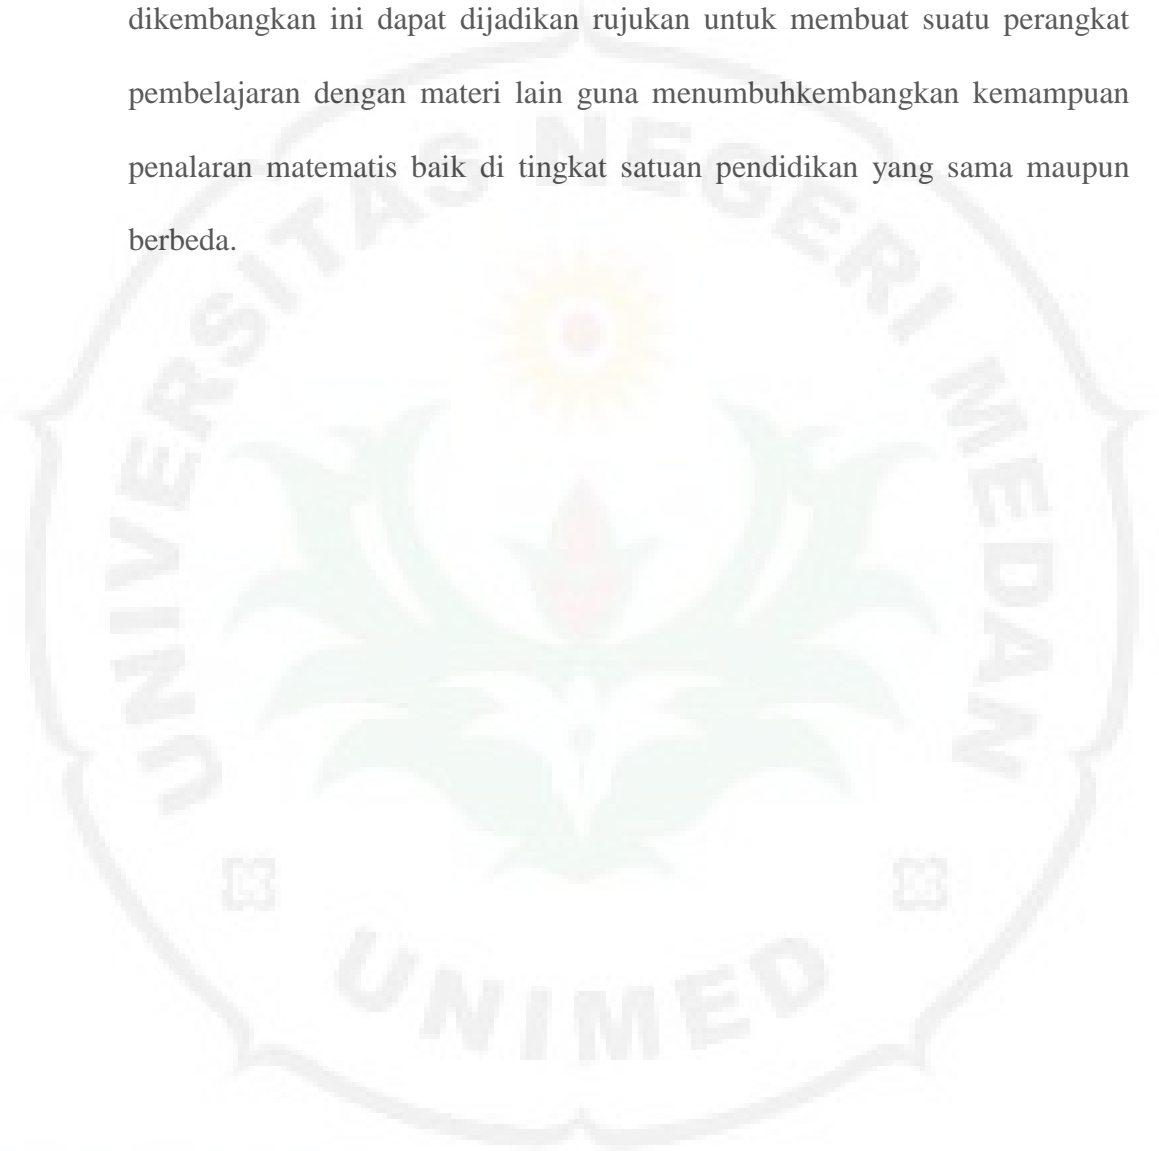 dikembangkan ini dapat dijadikan rujukan untuk membuat suatu perangkat
pembelajaran dengan materi lain guna menumbuhkembangkan kemampuan
penalaran matematis baik di tingkat satuan pendidikan yang sama maupun
berbeda.
UNIVERSITAS NEGERI MEDAN
UNIMED